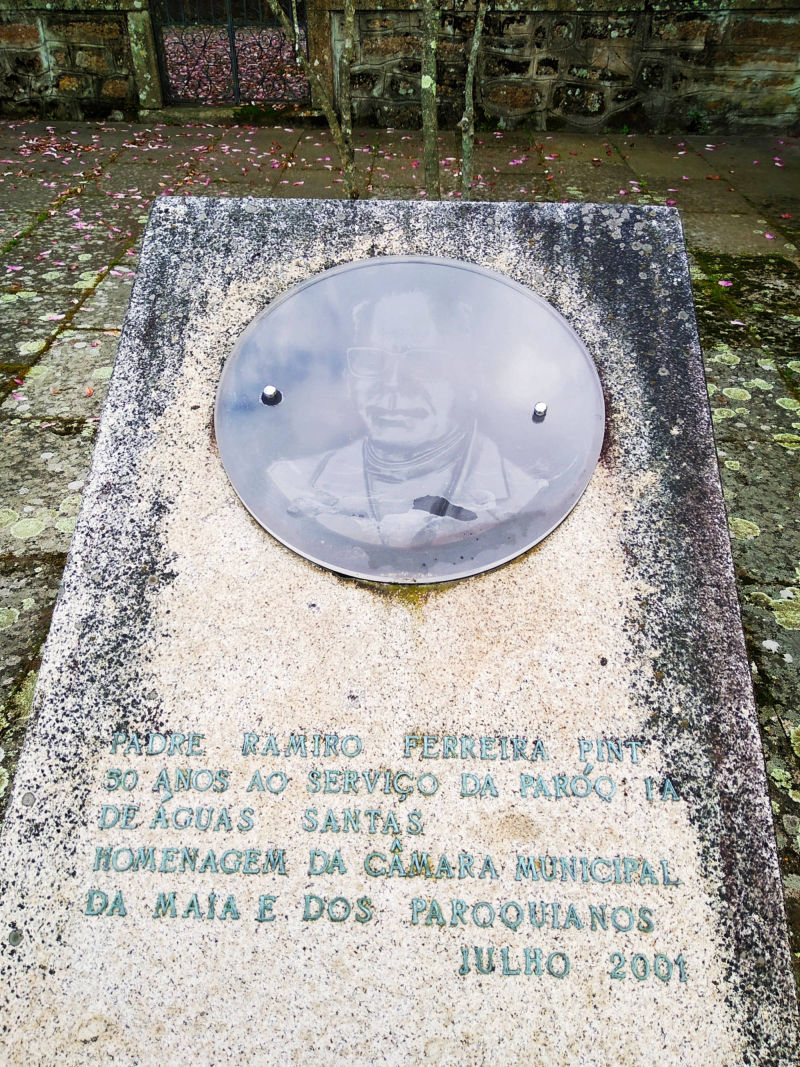 PADRE RAMIRO FERREIRA PINT
50 ANOS AO SERVIÇO DA PARÓQ IA
DE ÁGUAS SANTAS
HOMENAGEM DA CÂMARA MUNICIPAL
DA MAIA E DOS PAROQUIANOS
JULHO 2001